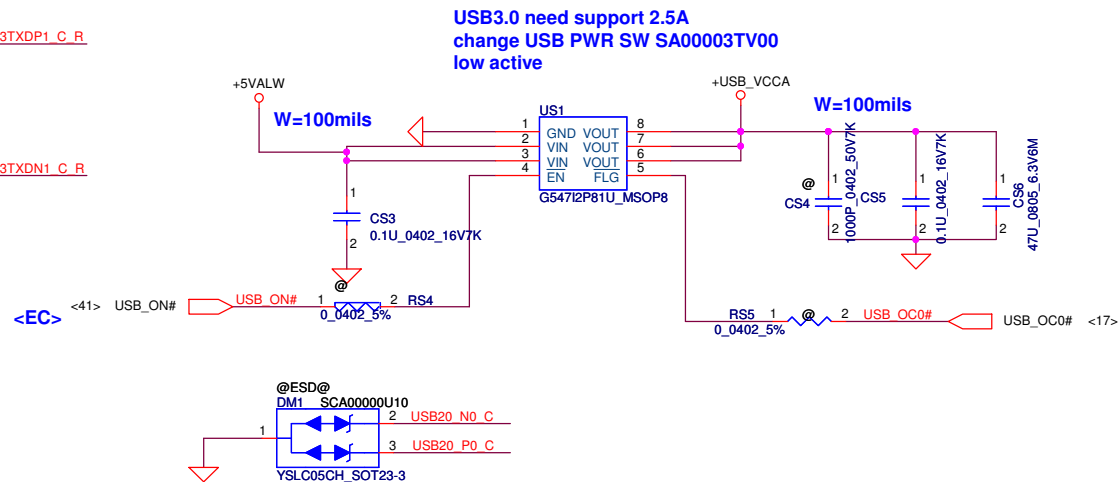 USB3.0 need support 2.5A
change USB PWR SW SA00003TV00
low active
3TXDP1_C_R
3TXDN1_C_R
+5VALW
W=100mils
+USB_VCCA
W=100mils
US1
1 GND VOUT 8
2 VIN VOUT 7
3 VIN VOUT 6
4 EN FLG 5
G547I2P81U_MSOP8
1
CS3
0.1U_0402_16V7K
2
@
1
CS4
1000P_0402_50V7K
2
1
CS5
0.1U_0402_16V7K
2
1
CS6
47U_0805_6.3V6M
2
<EC>
<41> USB_ON#
USB_ON#
@
1 2 RS4
0_0402_5%
RS5 1 @ 2
0_0402_5%
USB_OC0#
USB_OC0# <17>
@ESD@
DM1 SCA00000U10
1
2 USB20_N0_C
3 USB20_P0_C
YSLC05CH_SOT23-3